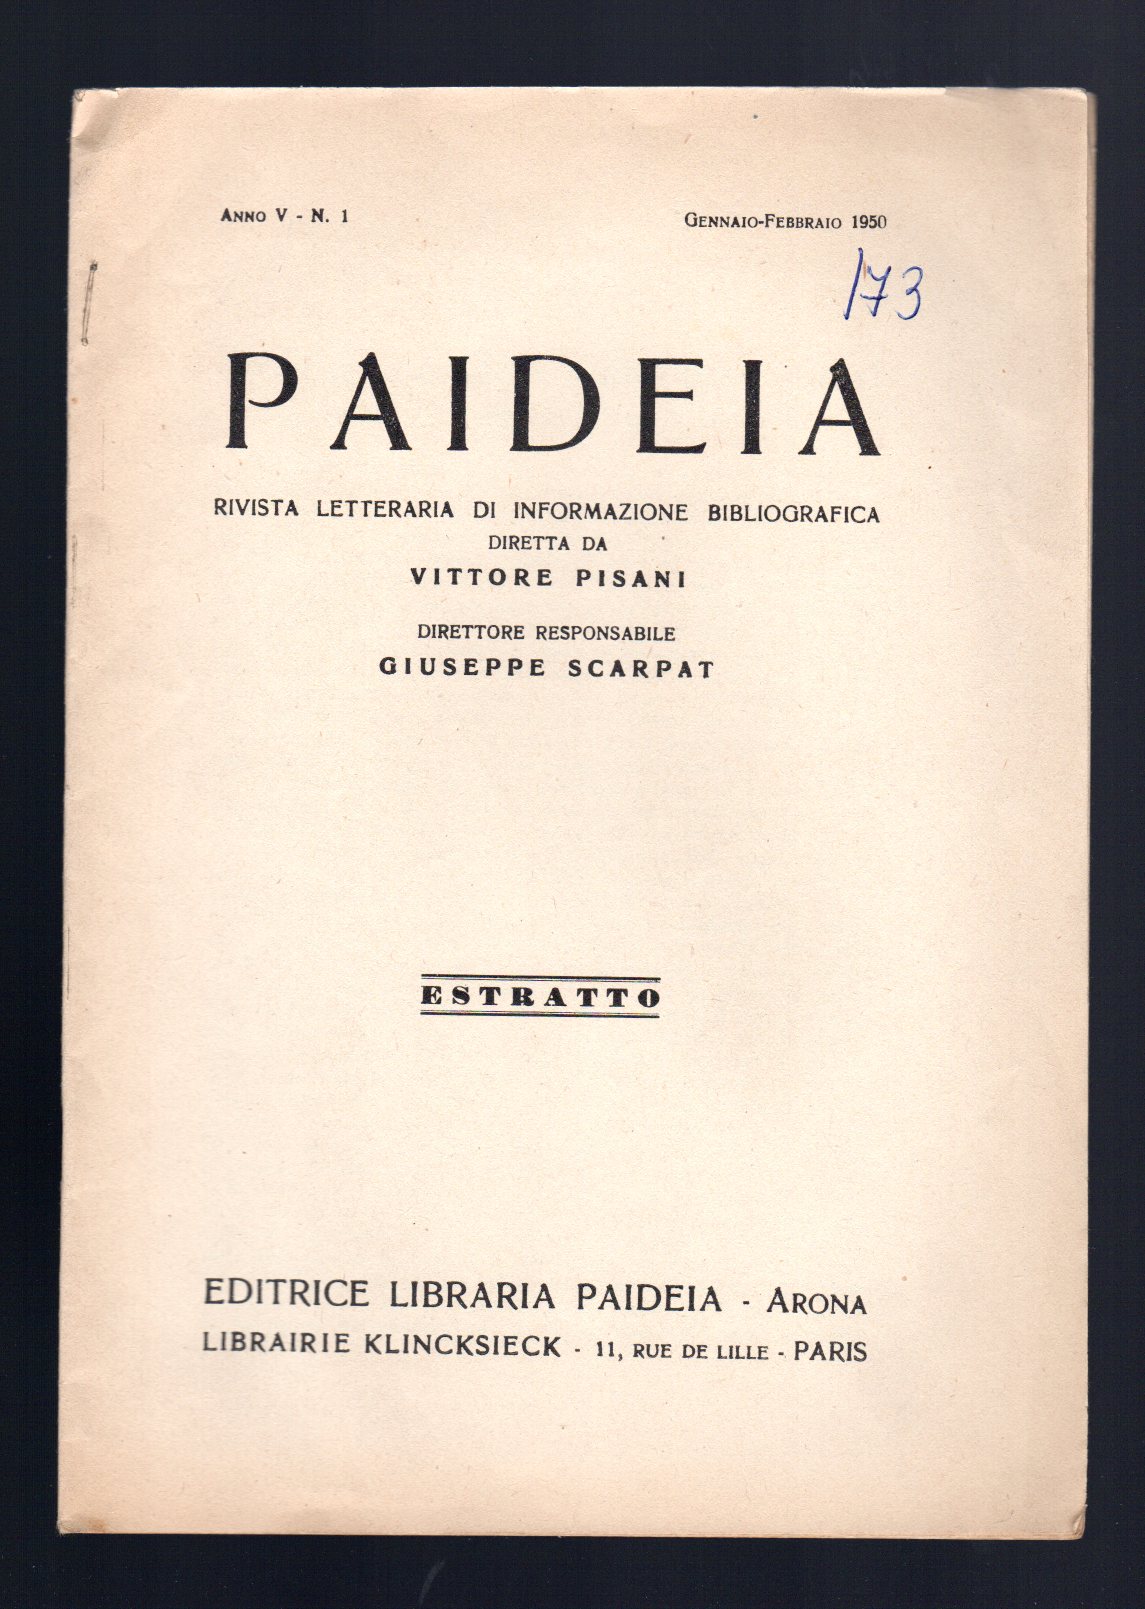 Anno V - N. 1
Gennaio-Febbraio 1950
173
PAIDEIA
RIVISTA LETTERARIA DI INFORMAZIONE BIBLIOGRAFICA
DIRETTA DA
VITTORE PISANI
DIRETTORE RESPONSABILE
GIUSEPPE SCARPAT
ESTRATTO
EDITRICE LIBRARIA PAIDEIA - Arona
LIBRAIRIE KLINCKSIECK - 11, RUE DE LILLE - PARIS